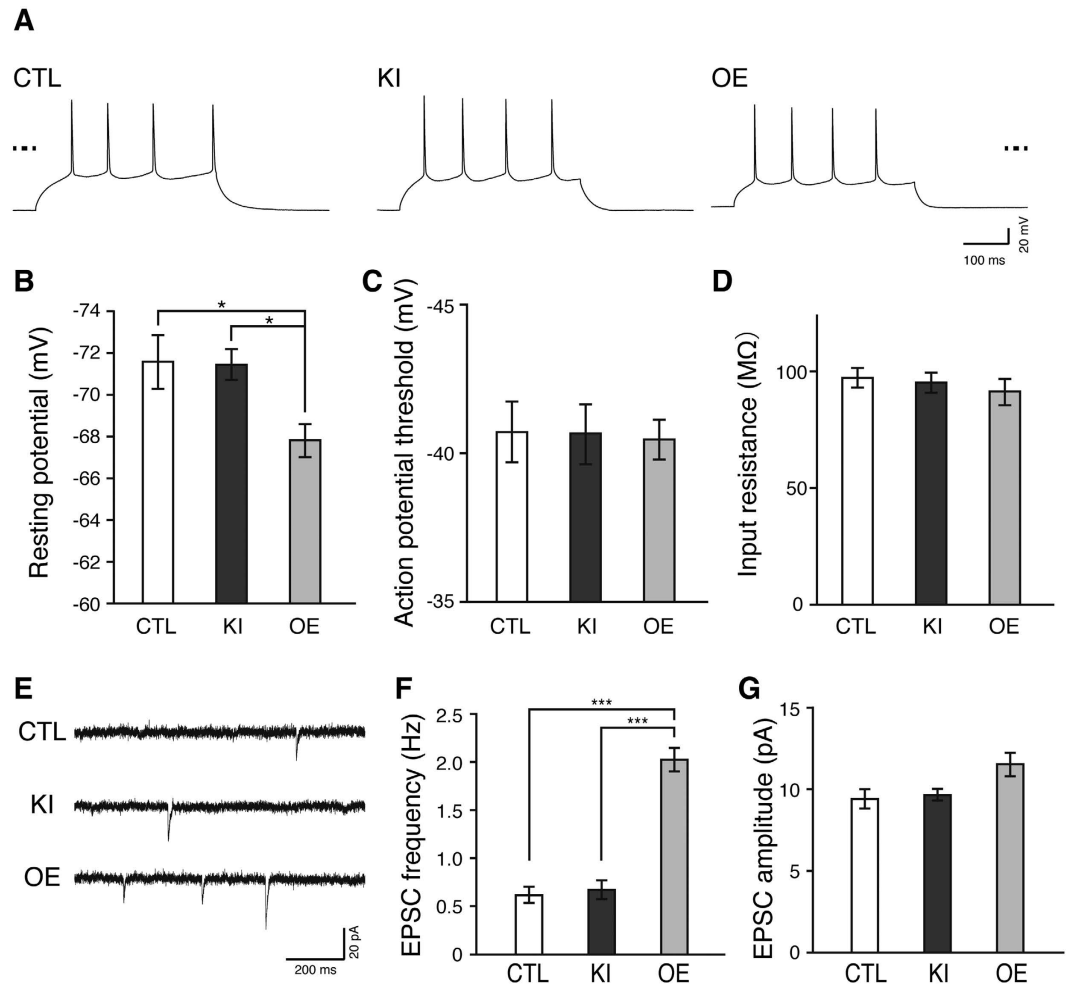 A
CTL
KI
OE
20 mV
100 ms
B
Resting potential (mV)
-74
-72
-70
-68
-66
-64
-62
-60
*
*
CTL
KI
OE
C
Action potential threshold (mV)
-45
-40
-35
CTL
KI
OE
D
Input resistance (MΩ)
100
50
0
CTL
KI
OE
E
CTL
KI
OE
20 pA
200 ms
F
EPSC frequency (Hz)
2.5
2.0
1.5
1.0
0.5
0
***
***
CTL
KI
OE
G
EPSC amplitude (pA)
15
10
5
0
CTL
KI
OE